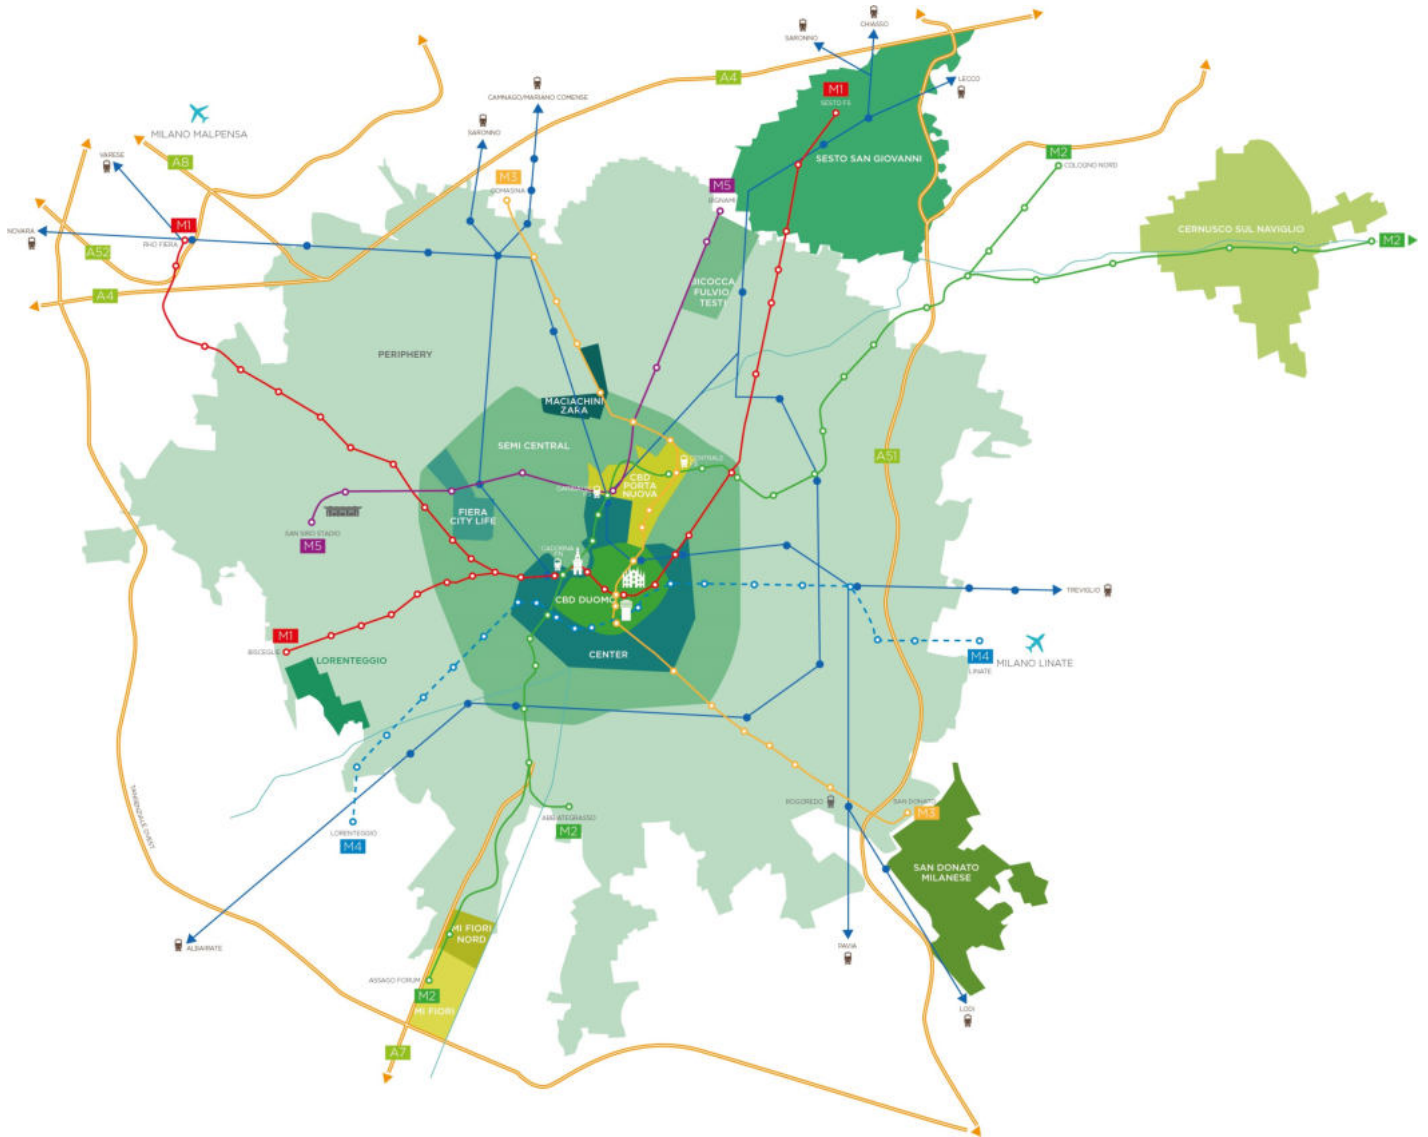 CHIASSO
SARONNO
A4
LECCO
M1
SESTO FS
CAMNAGO/MARIANO COMENSE
MILANO MALPENSA
SARONNO
VARESE
A8
SESTO SAN GIOVANNI
M2
COLOGNO NORD
M3
COMASINA
M5
BIGNAMI
M1
NOVARA
RHO FIERA
CERNUSCO SUL NAVIGLIO
M2
A52
BICOCCA
FULVIO
TESTI
A4
PERIPHERY
MACIACHINI
ZARA
SEMI CENTRAL
A51
CENTRALE
FS
CBD
PORTA
NUOVA
FIERA
CITY LIFE
SAN SIRO STADIO
M5
CADORNA
FN
TREVIGLIO
CBD DUOMO
M1
BISCEGLIE
LORENTEGGIO
CENTER
M4
LINATE
MILANO LINATE
TANGENZIALE OVEST
ROGOREDO
SAN DONATO
M3
ABBIATEGRASSO
M2
LORENTEGGIO
M4
SAN DONATO
MILANESE
MI FIORI
NORD
ALBAIRATE
PAVIA
ASSAGO FORUM
M2
MI FIORI
LODI
A7